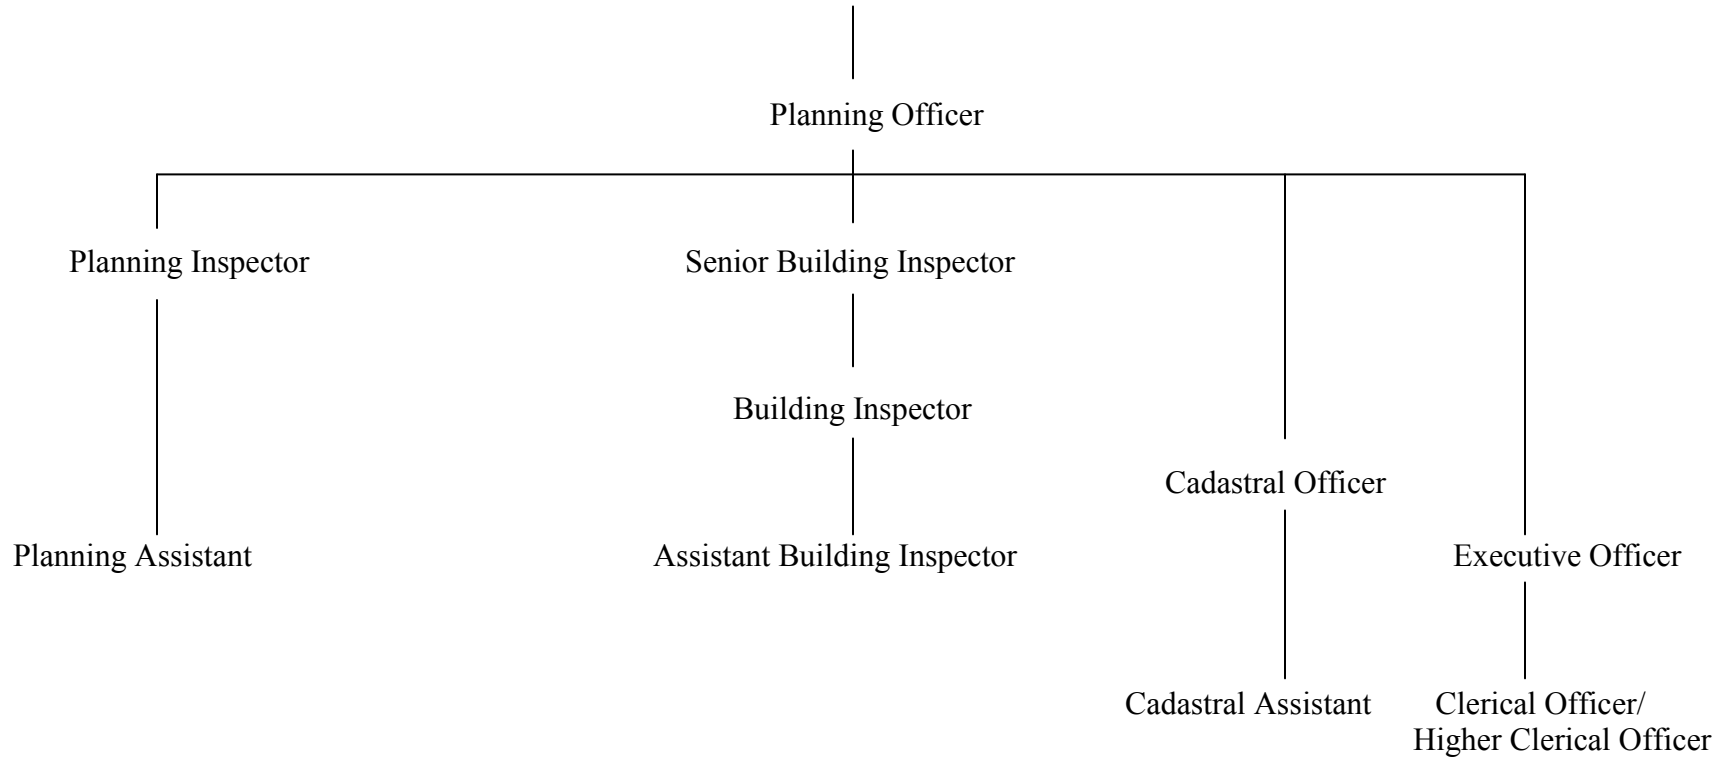 Planning Officer
Planning Inspector
Senior Building Inspector
Building Inspector
Cadastral Officer
Planning Assistant
Assistant Building Inspector
Executive Officer
Cadastral Assistant
Clerical Officer/
Higher Clerical Officer